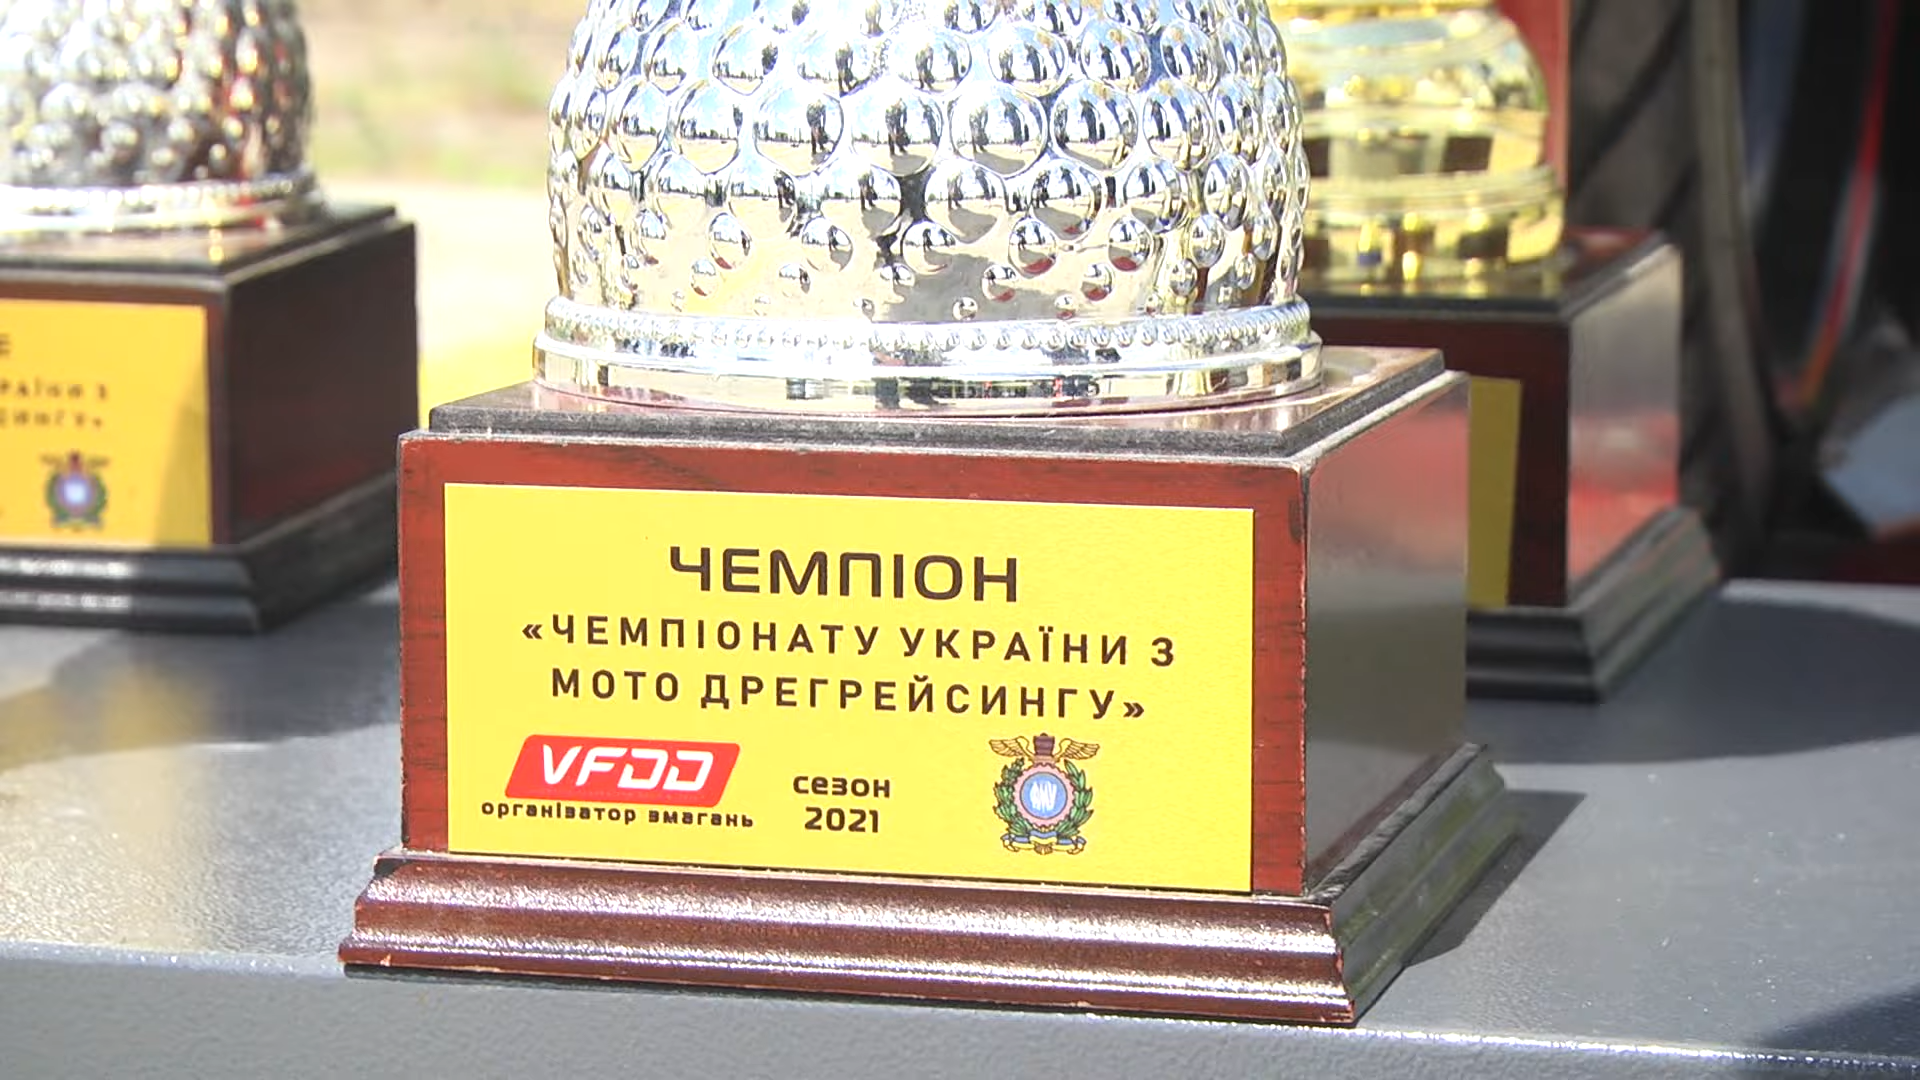 ЧЕМПІОН
«ЧЕМПІОНАТУ УКРАЇНИ З
МОТО ДРЕГРЕЙСИНГУ»
VFDD
організатор змагань
сезон
2021